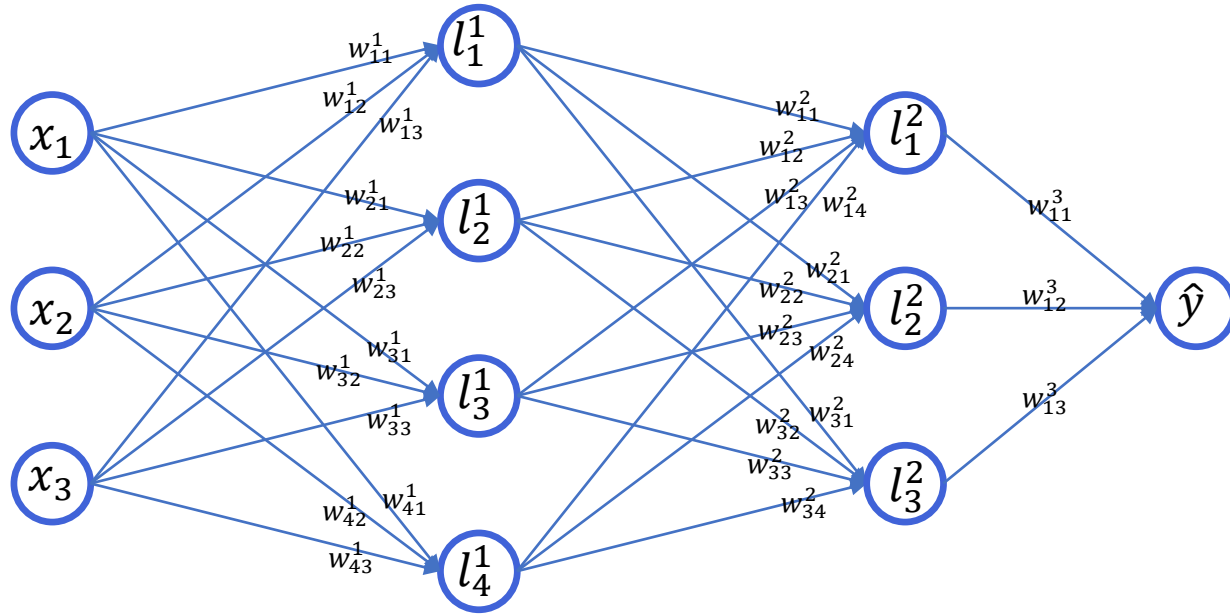 x₁
x₂
x₃
w¹₁₁
w¹₁₂
w¹₁₃
w¹₂₁
w¹₂₂
w¹₂₃
w¹₃₁
w¹₃₂
w¹₃₃
w¹₄₁
w¹₄₂
w¹₄₃
l¹₁
l¹₂
l¹₃
l¹₄
w²₁₁
w²₁₂
w²₁₃
w²₁₄
w²₂₁
w²₂₂
w²₂₃
w²₂₄
w²₃₁
w²₃₂
w²₃₃
w²₃₄
l²₁
l²₂
l²₃
w³₁₁
w³₁₂
w³₁₃
ŷ